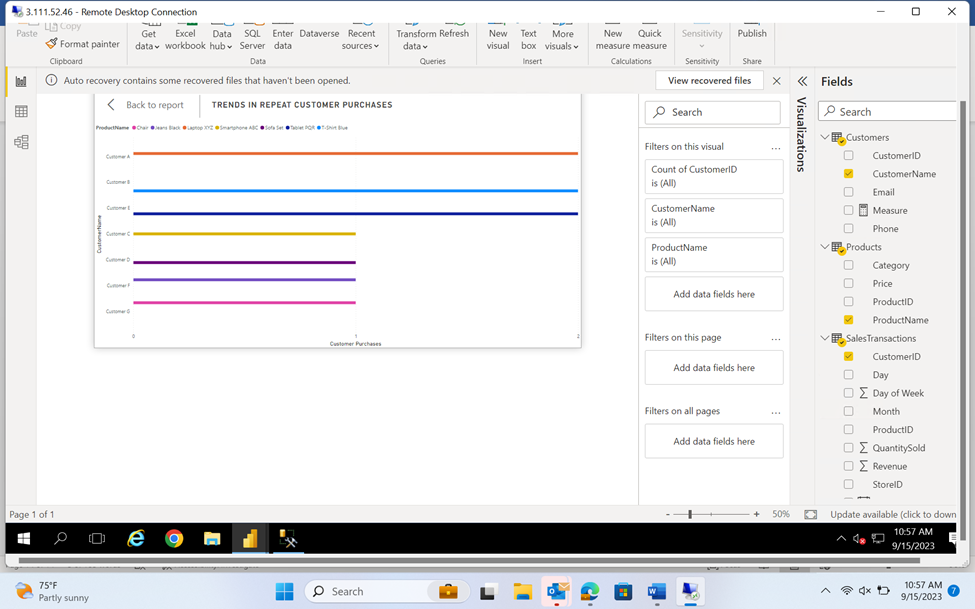 3.111.52.46 - Remote Desktop Connection
Paste
Copy
Format painter
Clipboard
Get data
Excel workbook
Data hub
SQL Server
Enter data
Dataverse
Recent sources
Data
Transform data
Refresh
Queries
New visual
Text box
More visuals
Insert
New measure
Quick measure
Calculations
Sensitivity
Sensitivity
Publish
Share
Auto recovery contains some recovered files that haven't been opened.
View recovered files
Back to report
TRENDS IN REPEAT CUSTOMER PURCHASES
ProductName Chair Jeans Black Laptop XYZ Smartphone ABC Sofa Set Tablet PQR T-Shirt Blue
CustomerName
Customer A
Customer B
Customer E
Customer C
Customer D
Customer F
Customer G
0 1 2
Customer Purchases
Search
Filters on this visual ...
Count of CustomerID
is (All)
CustomerName
is (All)
ProductName
is (All)
Add data fields here
Filters on this page ...
Add data fields here
Filters on all pages ...
Add data fields here
Visualizations
Fields
Search
Customers
CustomerID
CustomerName
Email
Measure
Phone
Products
Category
Price
ProductID
ProductName
SalesTransactions
CustomerID
Day
Day of Week
Month
ProductID
QuantitySold
Revenue
StoreID
Page 1 of 1
- + 50%
Update available (click to down
10:57 AM
9/15/2023
75°F
Partly sunny
Search
10:57 AM
9/15/2023
7